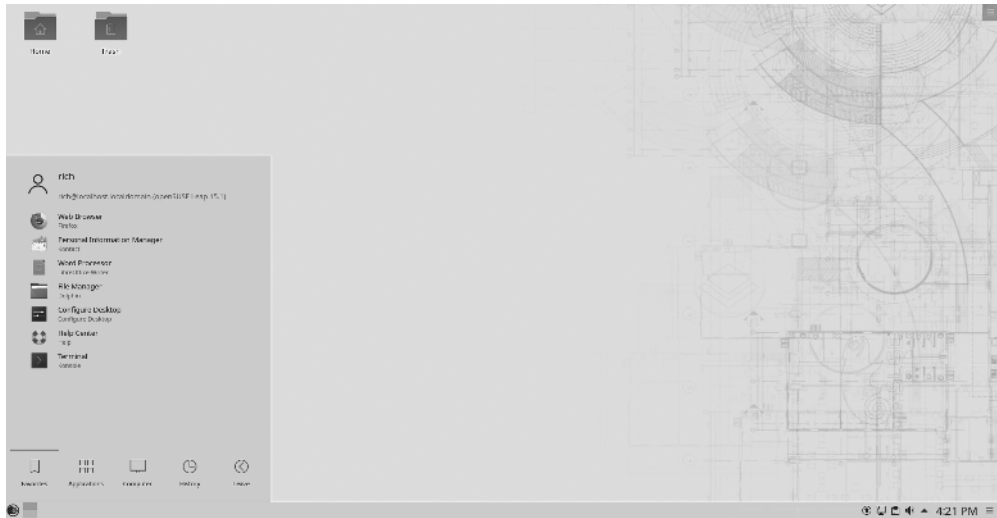 Home
Trash
rich
rich@localhost.localdomain (openSUSE Leap 15.1)
Web Browser
Firefox
Personal Information Manager
Kontact
Word Processor
LibreOffice Writer
File Manager
Dolphin
Configure Desktop
Configure Desktop
Help Center
Help
Terminal
Konsole
Favorites
Applications
Computer
History
Leave
4:21 PM